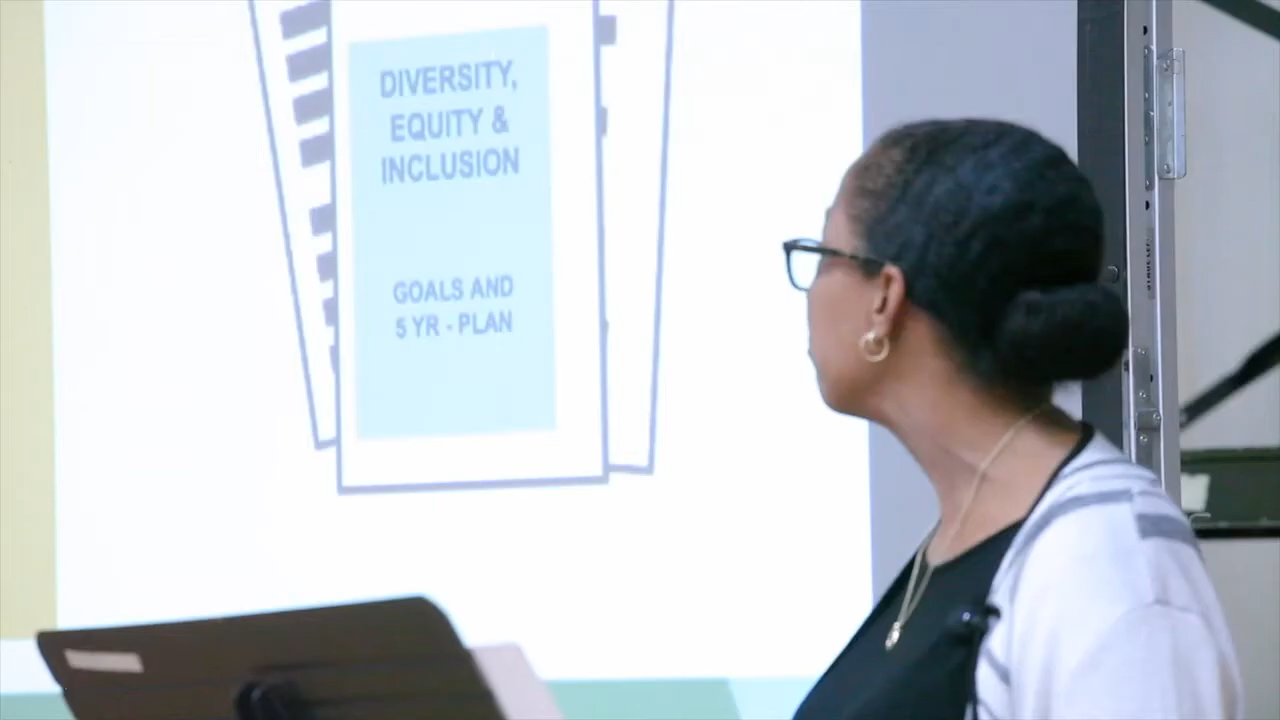 DIVERSITY,
EQUITY &
INCLUSION
GOALS AND
5 YR - PLAN